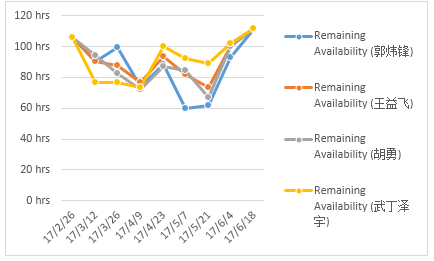 120 hrs
100 hrs
80 hrs
60 hrs
40 hrs
20 hrs
0 hrs
17/2/26
17/3/12
17/3/26
17/4/9
17/4/23
17/5/7
17/5/21
17/6/4
17/6/18
Remaining
Availability (郭炜锋)
Remaining
Availability (王益飞)
Remaining
Availability (胡勇)
Remaining
Availability (武丁泽
宇)